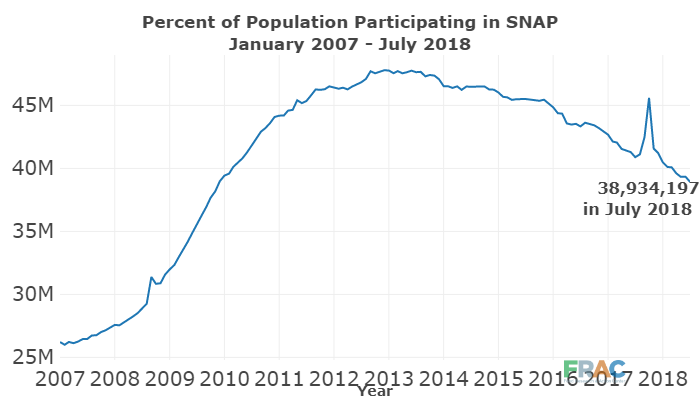 Percent of Population Participating in SNAP
January 2007 - July 2018
45M
40M
38,934,197
in July 2018
35M
30M
25M
FRAC
2007 2008 2009 2010 2011 2012 2013 2014 2015 2016 2017 2018
Year